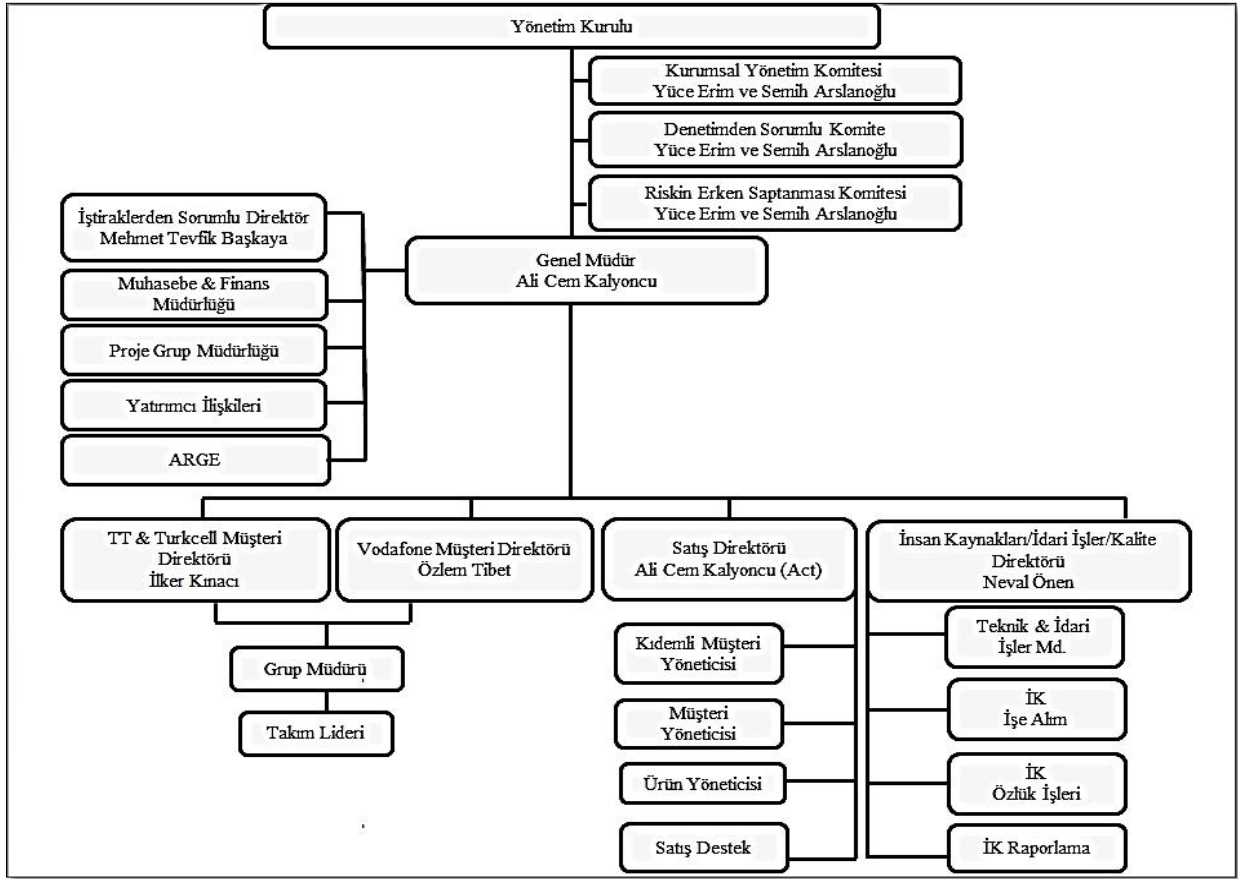 Yönetim Kurulu
Kurumsal Yönetim Komitesi
Yüce Erim ve Semih Arslanoğlu
Denetimden Sorumlu Komite
Yüce Erim ve Semih Arslanoğlu
Riskin Erken Saptanması Komitesi
Yüce Erim ve Semih Arslanoğlu
İştiraklerden Sorumlu Direktör
Mehmet Tevfik Başkaya
Genel Müdür
Ali Cem Kalyoncu
Muhasebe & Finans
Müdürlüğü
Proje Grup Müdürlüğü
Yatırımcı İlişkileri
ARGE
TT & Turkcell Müşteri
Direktörü
İlker Kınacı
Vodafone Müşteri Direktörü
Özlem Tibet
Satış Direktörü
Ali Cem Kalyoncu (Act)
İnsan Kaynakları/İdari İşler/Kalite
Direktörü
Neval Önen
Grup Müdürü
Takım Lideri
Kıdemli Müşteri
Yöneticisi
Müşteri
Yöneticisi
Ürün Yöneticisi
Satış Destek
Teknik & İdari
İşler Md.
İK
İşe Alım
İK
Özlük İşleri
İK Raporlama